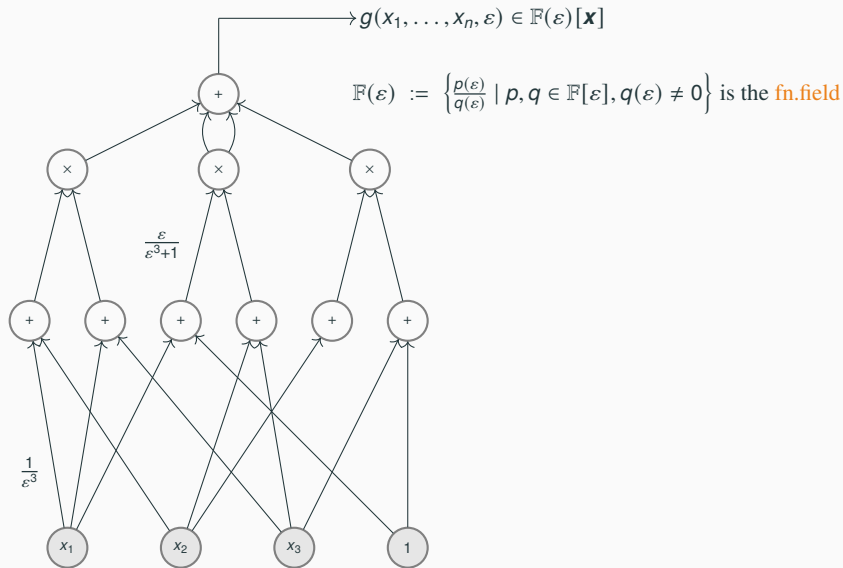 g(x₁, . . . , xₙ, ε) ∈ 𝔽(ε)[𝒙]
𝔽(ε) := {p(ε)/q(ε) | p, q ∈ 𝔽[ε], q(ε) ≠ 0} is the fn.field
+
× × ×
ε/(ε³+1)
+ + + + + +
1/ε³
x₁ x₂ x₃ 1